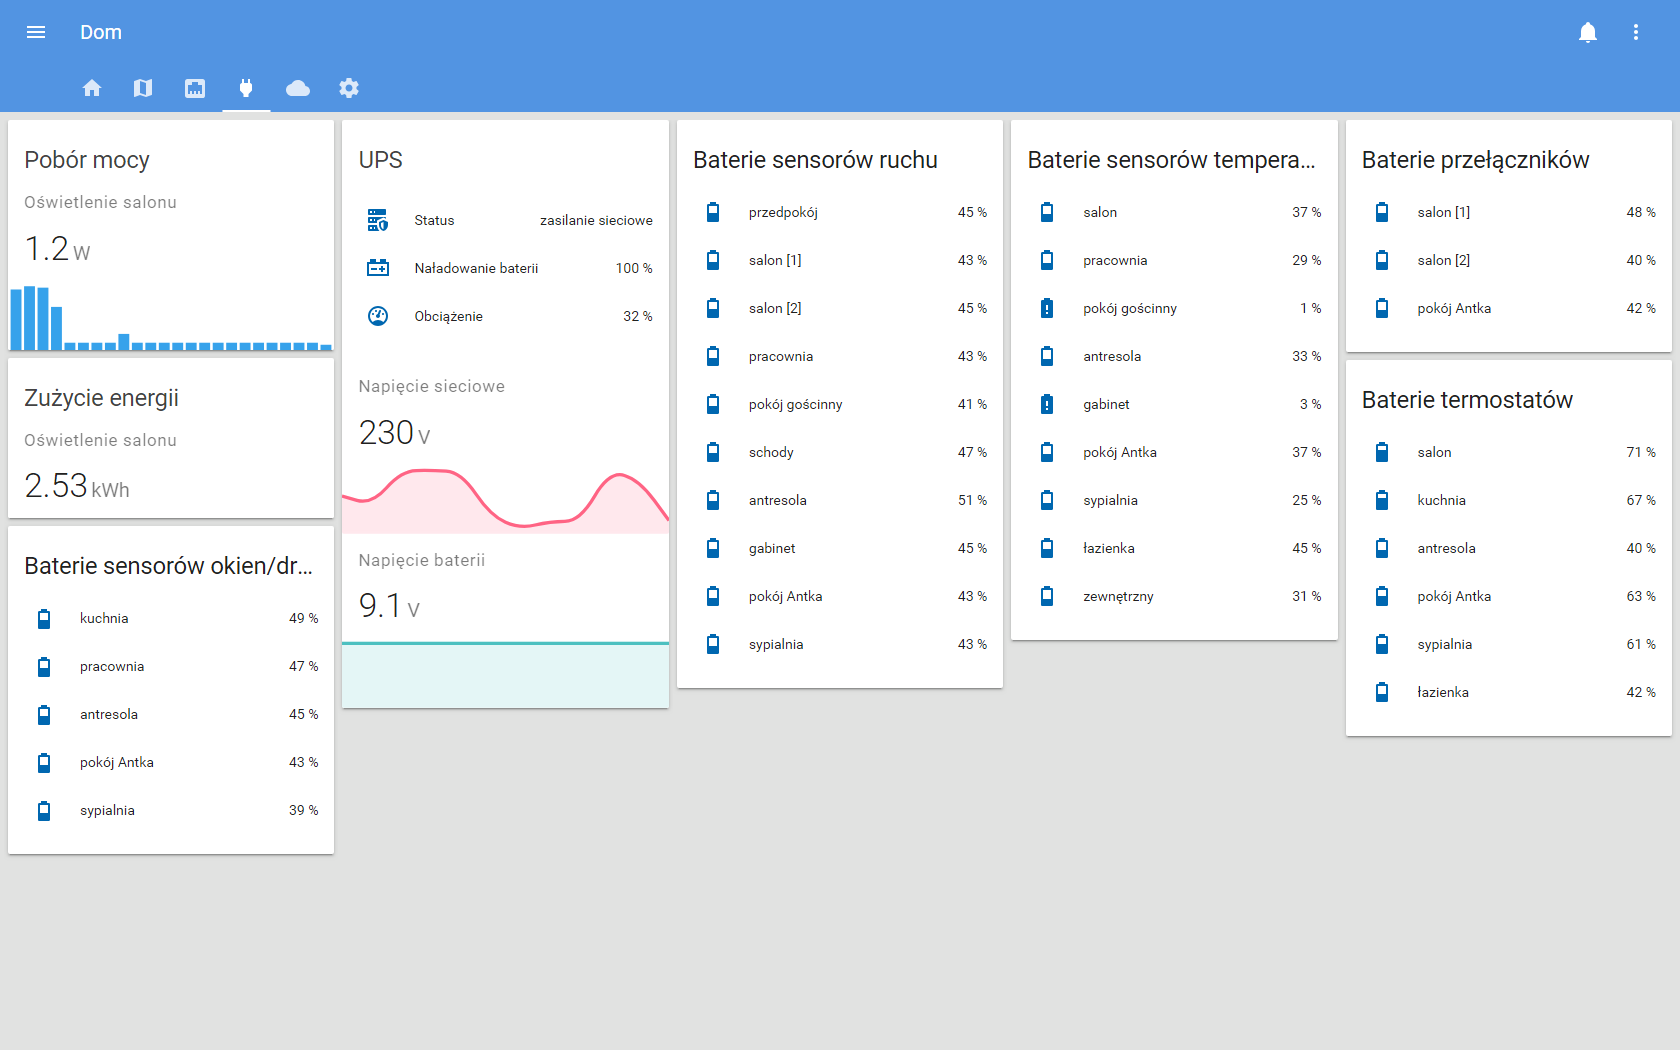 Dom
Pobór mocy
Oświetlenie salonu
1.2 W
Zużycie energii
Oświetlenie salonu
2.53 kWh
Baterie sensorów okien/dr...
kuchnia 49 %
pracownia 47 %
antresola 45 %
pokój Antka 43 %
sypialnia 39 %
UPS
Status zasilanie sieciowe
Naładowanie baterii 100 %
Obciążenie 32 %
Napięcie sieciowe
230 V
Napięcie baterii
9.1 V
Baterie sensorów ruchu
przedpokój 45 %
salon [1] 43 %
salon [2] 45 %
pracownia 43 %
pokój gościnny 41 %
schody 47 %
antresola 51 %
gabinet 45 %
pokój Antka 43 %
sypialnia 43 %
Baterie sensorów tempera...
salon 37 %
pracownia 29 %
pokój gościnny 1 %
antresola 33 %
gabinet 3 %
pokój Antka 37 %
sypialnia 25 %
łazienka 45 %
zewnętrzny 31 %
Baterie przełączników
salon [1] 48 %
salon [2] 40 %
pokój Antka 42 %
Baterie termostatów
salon 71 %
kuchnia 67 %
antresola 40 %
pokój Antka 63 %
sypialnia 61 %
łazienka 42 %